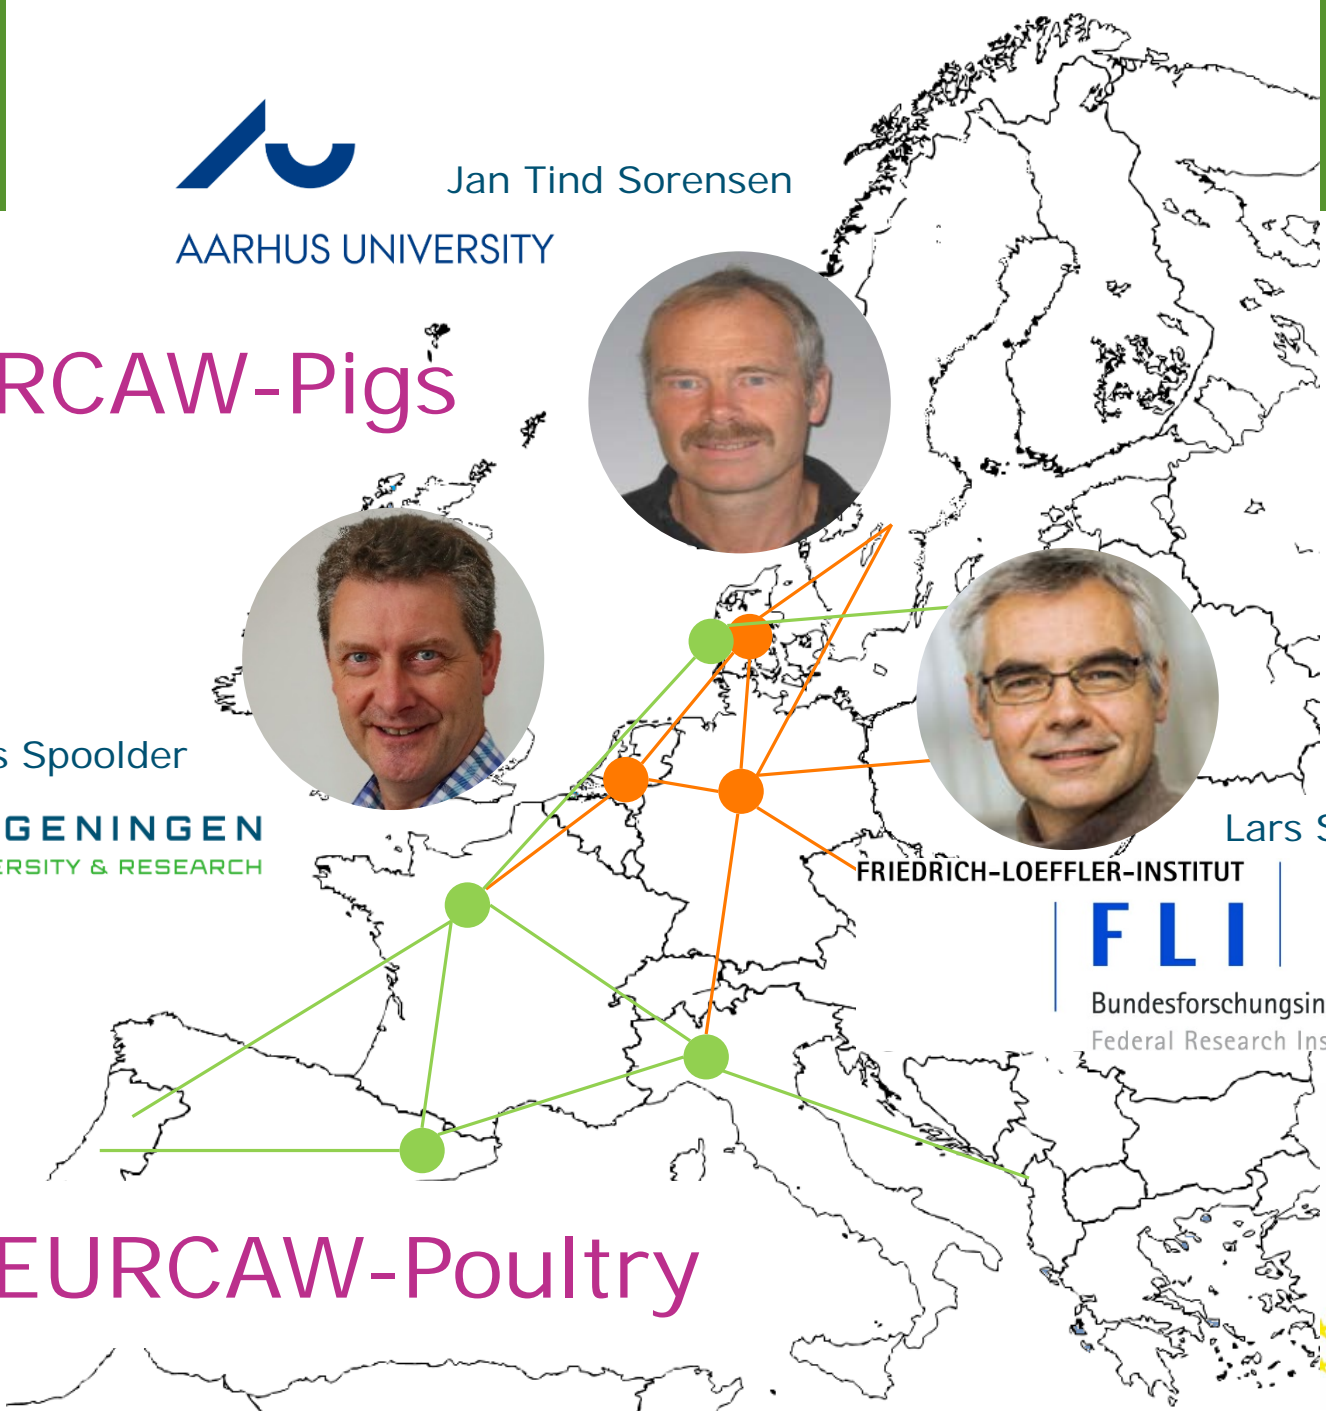 Jan Tind Sorensen
AARHUS UNIVERSITY
RCAW-Pigs
s Spoolder
GENINGEN
ERSITY & RESEARCH
Lars S
FRIEDRICH-LOEFFLER-INSTITUT
FLI
Bundesforschungsin
Federal Research Ins
EURCAW-Poultry